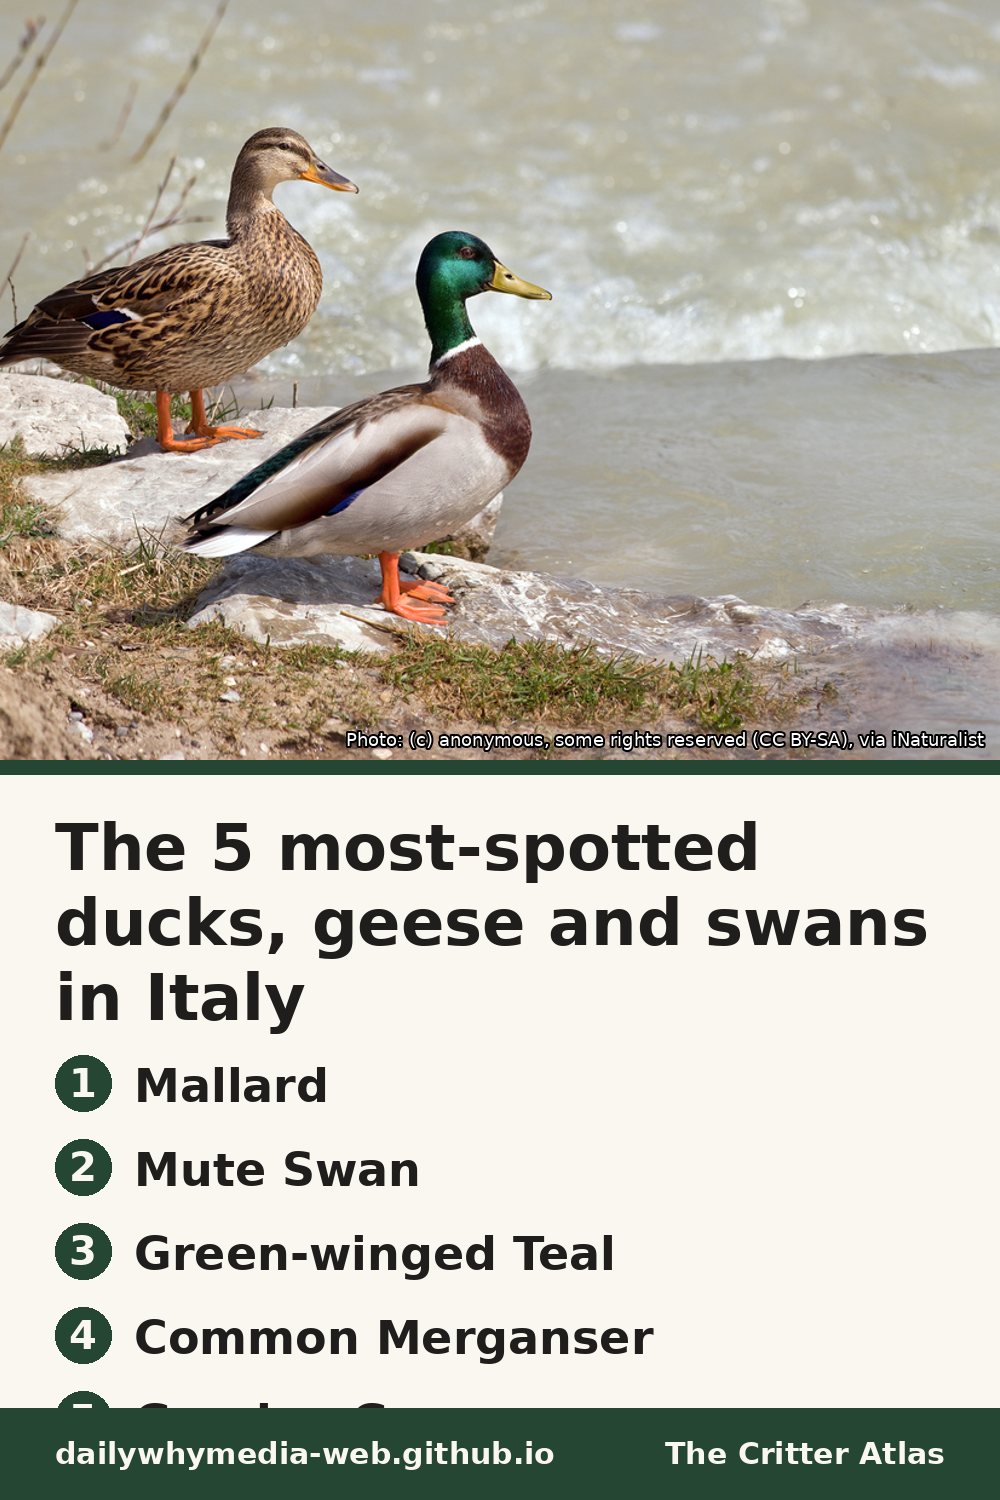 Photo: (c) anonymous, some rights reserved (CC BY-SA), via iNaturalist
The 5 most-spotted
ducks, geese and swans
in Italy
1 Mallard
2 Mute Swan
3 Green-winged Teal
4 Common Merganser
dailywhymedia-web.github.io The Critter Atlas